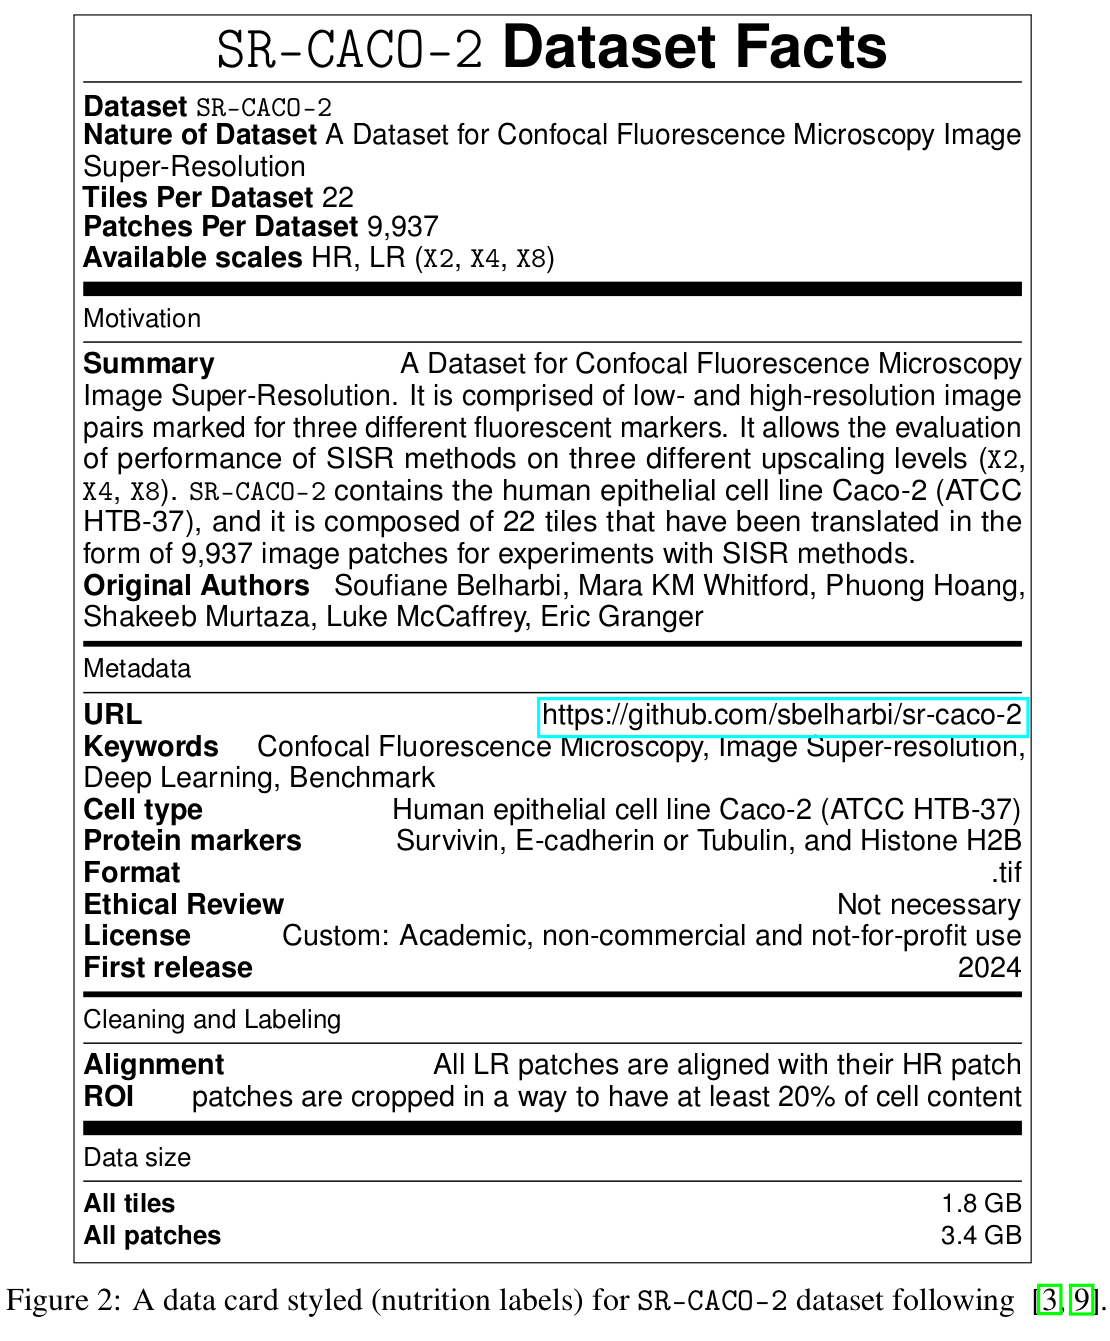 SR-CACO-2 Dataset Facts
Dataset SR-CACO-2
Nature of Dataset A Dataset for Confocal Fluorescence Microscopy Image
Super-Resolution
Tiles Per Dataset 22
Patches Per Dataset 9,937
Available scales HR, LR (X2, X4, X8)
Motivation
Summary A Dataset for Confocal Fluorescence Microscopy
Image Super-Resolution. It is comprised of low- and high-resolution image
pairs marked for three different fluorescent markers. It allows the evaluation
of performance of SISR methods on three different upscaling levels (X2,
X4, X8). SR-CACO-2 contains the human epithelial cell line Caco-2 (ATCC
HTB-37), and it is composed of 22 tiles that have been translated in the
form of 9,937 image patches for experiments with SISR methods.
Original Authors Soufiane Belharbi, Mara KM Whitford, Phuong Hoang,
Shakeeb Murtaza, Luke McCaffrey, Eric Granger
Metadata
URL https://github.com/sbelharbi/sr-caco-2
Keywords Confocal Fluorescence Microscopy, Image Super-resolution,
Deep Learning, Benchmark
Cell type Human epithelial cell line Caco-2 (ATCC HTB-37)
Protein markers Survivin, E-cadherin or Tubulin, and Histone H2B
Format .tif
Ethical Review Not necessary
License Custom: Academic, non-commercial and not-for-profit use
First release 2024
Cleaning and Labeling
Alignment All LR patches are aligned with their HR patch
ROI patches are cropped in a way to have at least 20% of cell content
Data size
All tiles 1.8 GB
All patches 3.4 GB
Figure 2: A data card styled (nutrition labels) for SR-CACO-2 dataset following [3, 9].